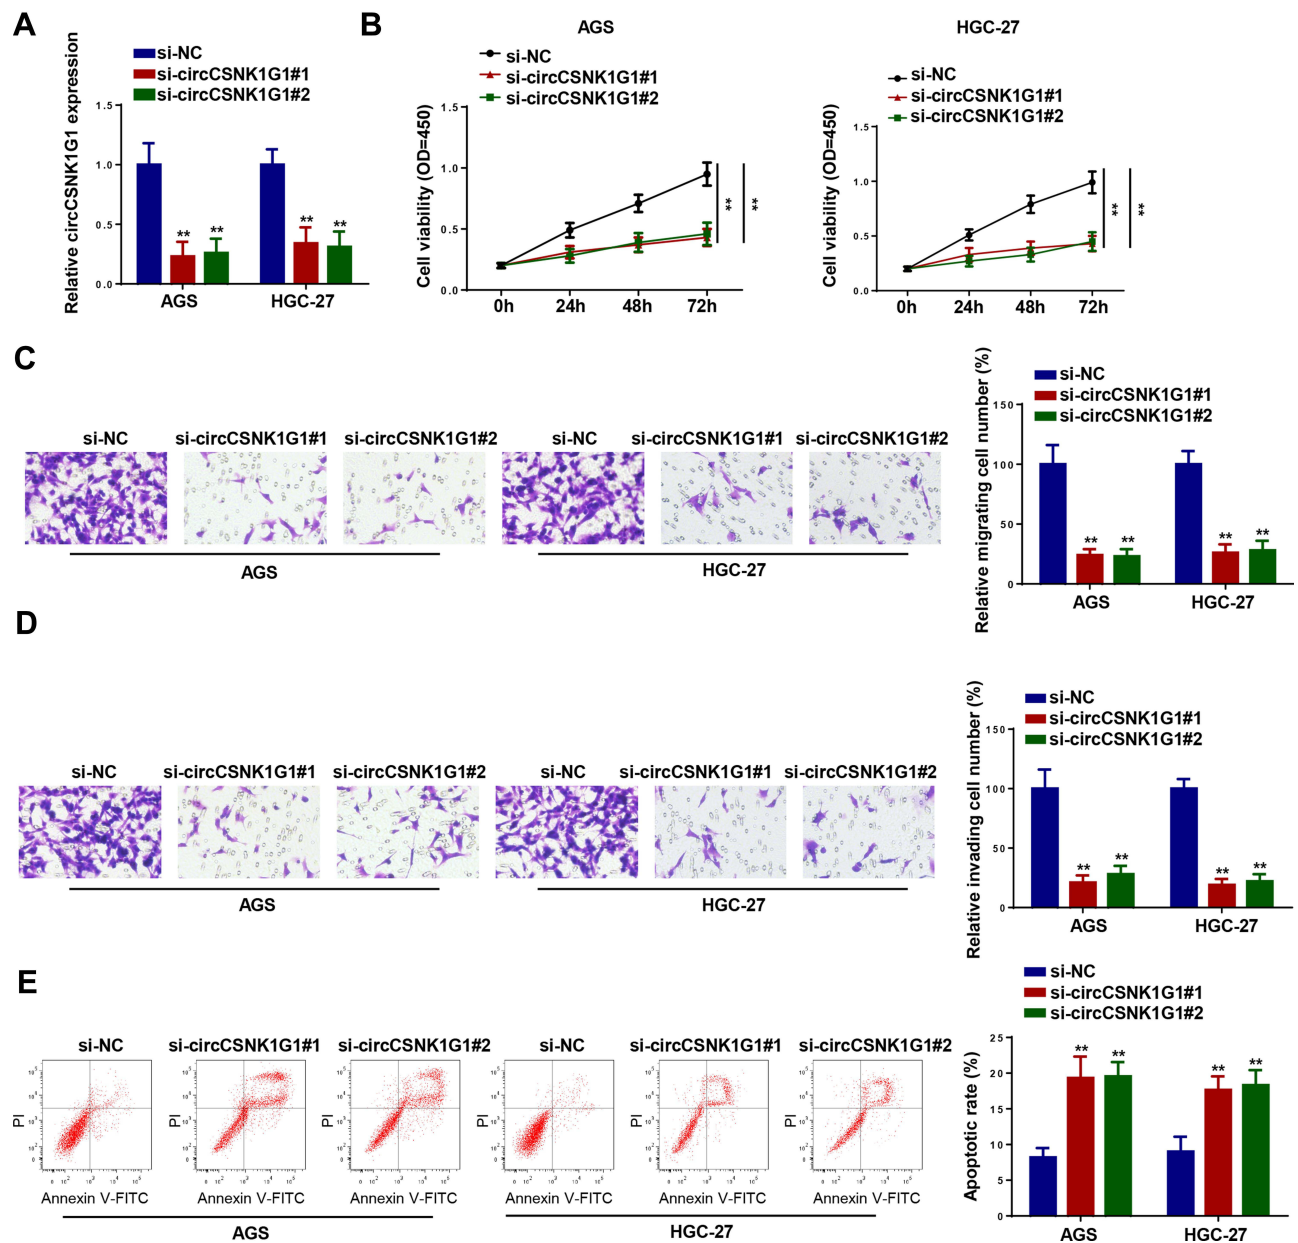 A
si-NC
si-circCSNK1G1#1
si-circCSNK1G1#2
Relative circCSNK1G1 expression
1.5
1.0
0.5
0.0
** ** ** **
AGS HGC-27
B
AGS
si-NC
si-circCSNK1G1#1
si-circCSNK1G1#2
Cell viability (OD=450)
1.5
1.0
0.5
0.0
** **
0h 24h 48h 72h
HGC-27
si-NC
si-circCSNK1G1#1
si-circCSNK1G1#2
Cell viability (OD=450)
1.5
1.0
0.5
0.0
** **
0h 24h 48h 72h
C
si-NC si-circCSNK1G1#1 si-circCSNK1G1#2 si-NC si-circCSNK1G1#1 si-circCSNK1G1#2
AGS HGC-27
si-NC
si-circCSNK1G1#1
si-circCSNK1G1#2
Relative migrating cell number (%)
150
100
50
0
** ** ** **
AGS HGC-27
D
si-NC si-circCSNK1G1#1 si-circCSNK1G1#2 si-NC si-circCSNK1G1#1 si-circCSNK1G1#2
AGS HGC-27
si-NC
si-circCSNK1G1#1
si-circCSNK1G1#2
Relative invading cell number (%)
150
100
50
0
** ** ** **
AGS HGC-27
E
si-NC si-circCSNK1G1#1 si-circCSNK1G1#2 si-NC si-circCSNK1G1#1 si-circCSNK1G1#2
PI PI PI PI PI PI
Annexin V-FITC Annexin V-FITC Annexin V-FITC Annexin V-FITC Annexin V-FITC Annexin V-FITC
AGS HGC-27
si-NC
si-circCSNK1G1#1
si-circCSNK1G1#2
Apoptotic rate (%)
25
20
15
10
5
0
** ** ** **
AGS HGC-27